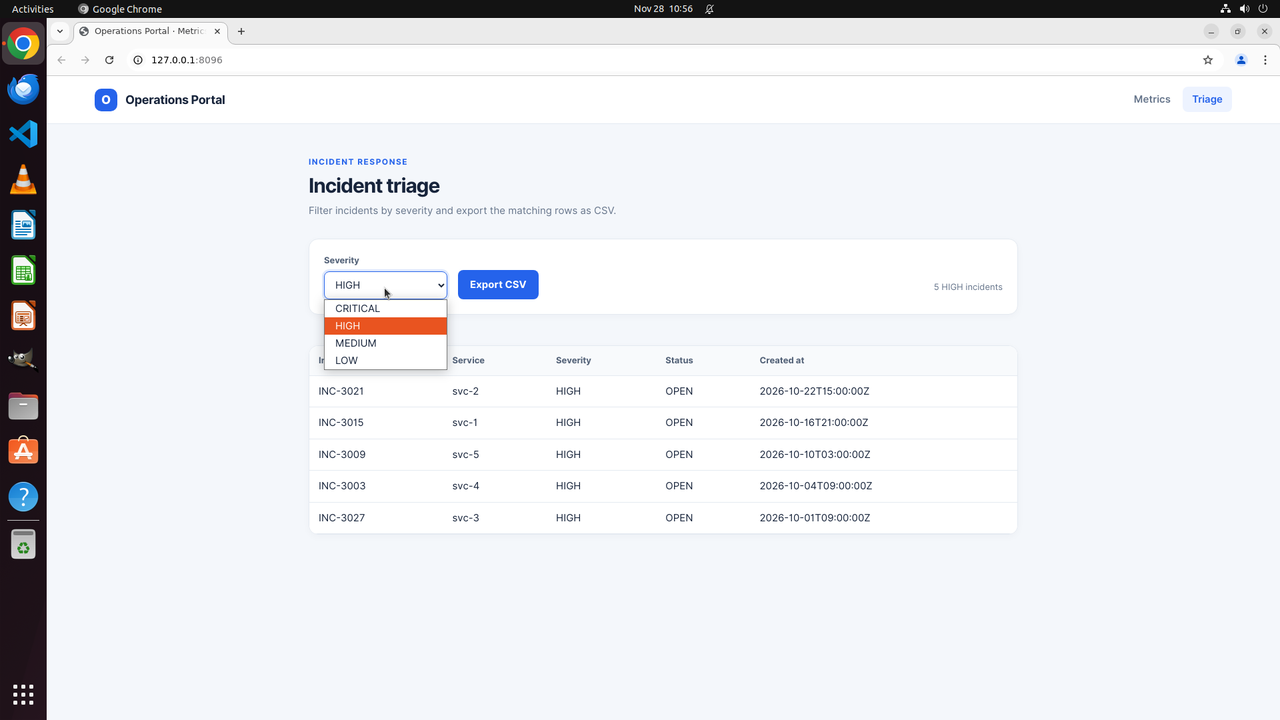 Activities
Google Chrome
Nov 28 10:56
Operations Portal · Metric
127.0.0.1:8096
O
Operations Portal
Metrics
Triage
INCIDENT RESPONSE
Incident triage
Filter incidents by severity and export the matching rows as CSV.
Severity
HIGH
Export CSV
5 HIGH incidents
CRITICAL
HIGH
MEDIUM
LOW
Service Severity Status Created at
INC-3021 svc-2 HIGH OPEN 2026-10-22T15:00:00Z
INC-3015 svc-1 HIGH OPEN 2026-10-16T21:00:00Z
INC-3009 svc-5 HIGH OPEN 2026-10-10T03:00:00Z
INC-3003 svc-4 HIGH OPEN 2026-10-04T09:00:00Z
INC-3027 svc-3 HIGH OPEN 2026-10-01T09:00:00Z